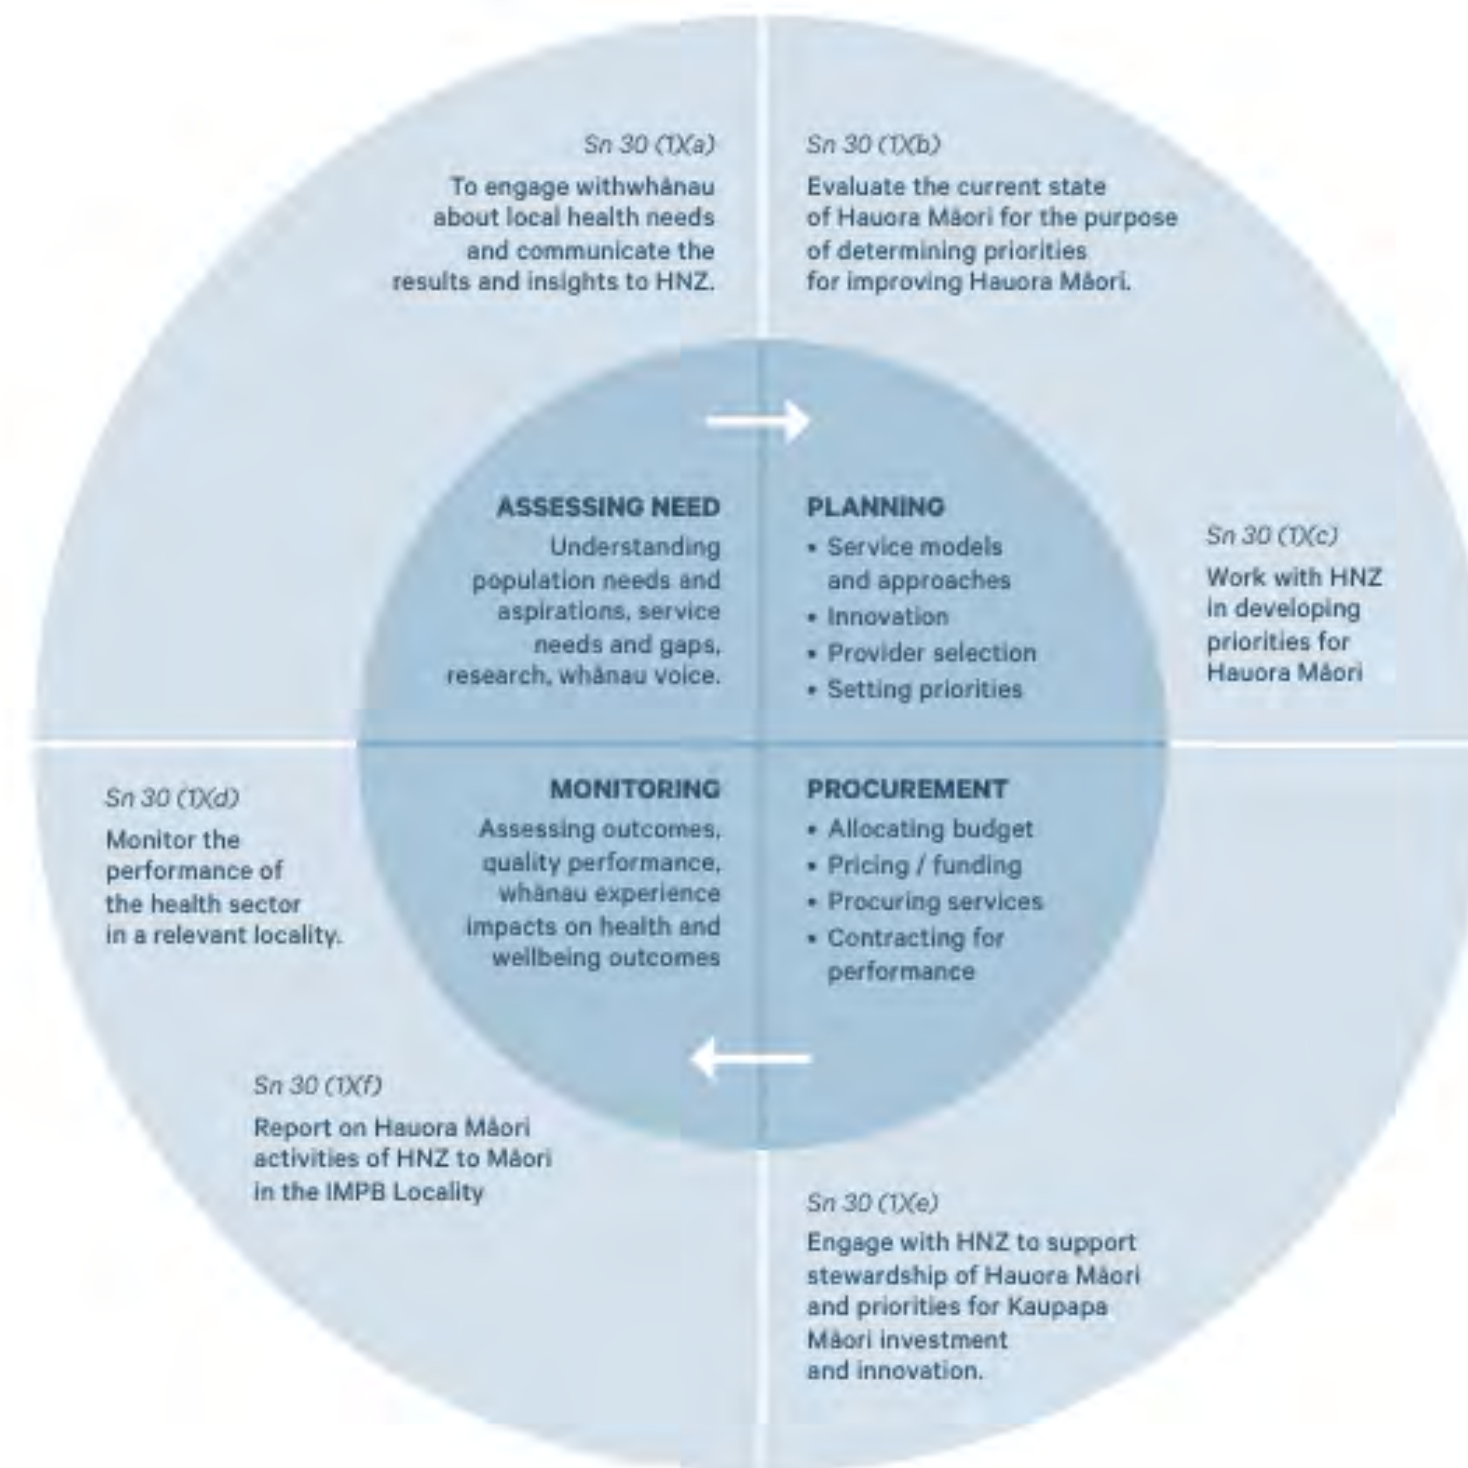 Sn 30 (1)(a)
To engage withwhānau
about local health needs
and communicate the
results and insights to HNZ.
Sn 30 (1)(b)
Evaluate the current state
of Hauora Māori for the purpose
of determining priorities
for improving Hauora Māori.
ASSESSING NEED
Understanding
population needs and
aspirations, service
needs and gaps,
research, whānau voice.
PLANNING
• Service models
and approaches
• Innovation
• Provider selection
• Setting priorities
Sn 30 (1)(c)
Work with HNZ
in developing
priorities for
Hauora Māori
Sn 30 (1)(d)
Monitor the
performance of
the health sector
in a relevant locality.
MONITORING
Assessing outcomes,
quality performance,
whānau experience
impacts on health and
wellbeing outcomes
PROCUREMENT
• Allocating budget
• Pricing / funding
• Procuring services
• Contracting for
performance
Sn 30 (1)(f)
Report on Hauora Māori
activities of HNZ to Māori
in the IMPB Locality
Sn 30 (1)(e)
Engage with HNZ to support
stewardship of Hauora Māori
and priorities for Kaupapa
Māori investment
and innovation.